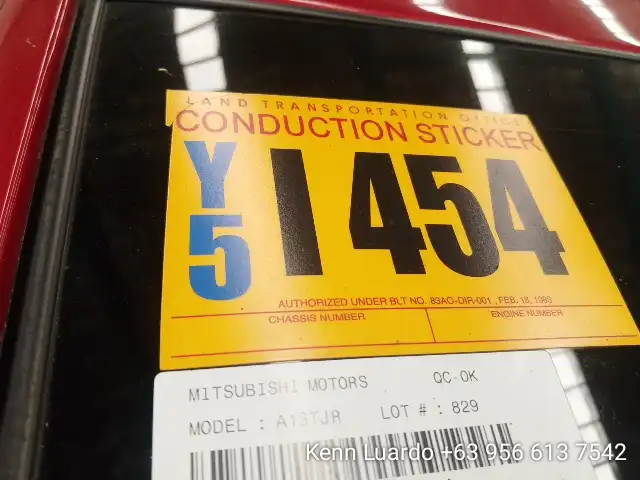 LAND TRANSPORTATION OFFICE
CONDUCTION STICKER
Y5 I 454
AUTHORIZED UNDER BLT NO. 83AC-DIR-001 , FEB. 18, 1983
CHASSIS NUMBER ENGINE NUMBER
MITSUBISHI MOTORS QC-OK
MODEL : A13TJR LOT # : 829
Kenn Luardo +63 956 613 7542